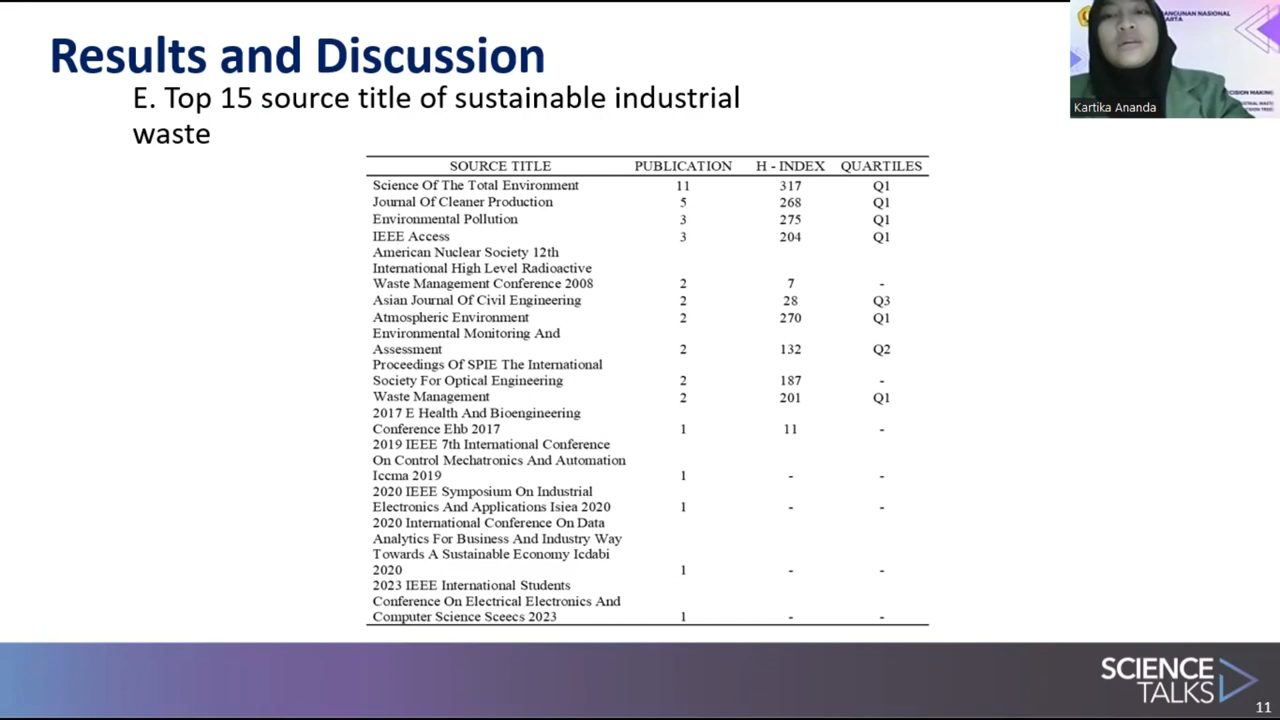 Results and Discussion
E. Top 15 source title of sustainable industrial
waste
BANGUNAN NASIONAL
Kartika Ananda
SOURCE TITLE PUBLICATION H - INDEX QUARTILES
Science Of The Total Environment 11 317 Q1
Journal Of Cleaner Production 5 268 Q1
Environmental Pollution 3 275 Q1
IEEE Access 3 204 Q1
American Nuclear Society 12th
International High Level Radioactive
Waste Management Conference 2008 2 7 -
Asian Journal Of Civil Engineering 2 28 Q3
Atmospheric Environment 2 270 Q1
Environmental Monitoring And
Assessment 2 132 Q2
Proceedings Of SPIE The International
Society For Optical Engineering 2 187 -
Waste Management 2 201 Q1
2017 E Health And Bioengineering
Conference Ehb 2017 1 11 -
2019 IEEE 7th International Conference
On Control Mechatronics And Automation
Iccma 2019 1 - -
2020 IEEE Symposium On Industrial
Electronics And Applications Isiea 2020 1 - -
2020 International Conference On Data
Analytics For Business And Industry Way
Towards A Sustainable Economy Icdabi
2020 1 - -
2023 IEEE International Students
Conference On Electrical Electronics And
Computer Science Sceecs 2023 1 - -
SCIENCE
TALKS
11